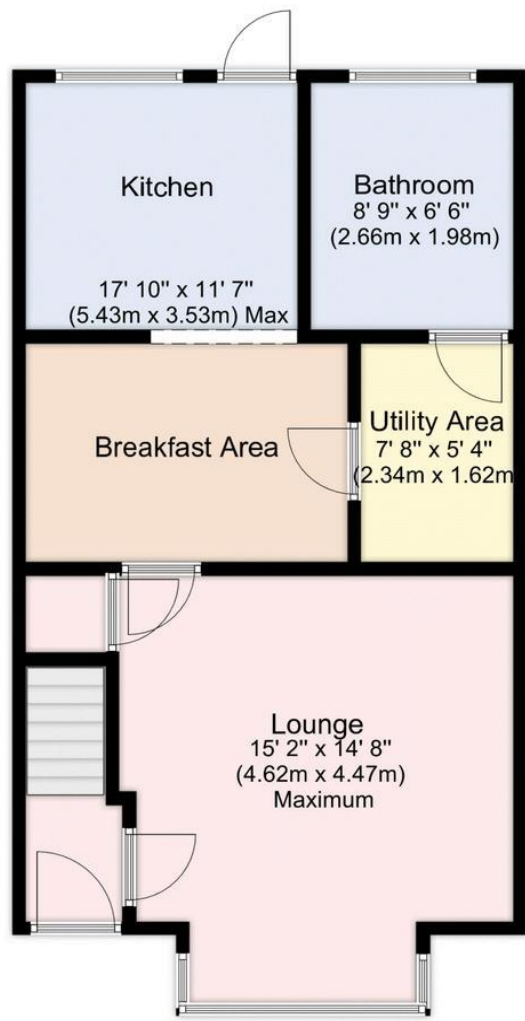 Kitchen
17' 10" x 11' 7"
(5.43m x 3.53m) Max
Bathroom
8' 9" x 6' 6"
(2.66m x 1.98m)
Breakfast Area
Utility Area
7' 8" x 5' 4"
(2.34m x 1.62m
Lounge
15' 2" x 14' 8"
(4.62m x 4.47m)
Maximum